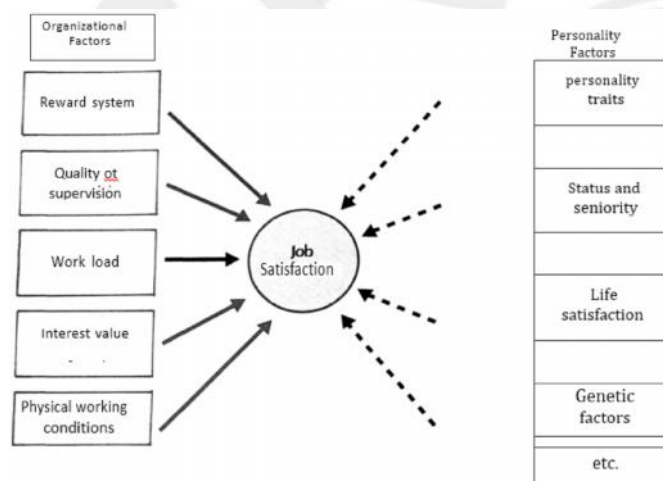 Organizational
Factors
Reward system
Quality ot
supervision
Work load
Interest value
Physical working
conditions
Job
Satisfaction
Personality
Factors
personality
traits
Status and
seniority
Life
satisfaction
Genetic
factors
etc.